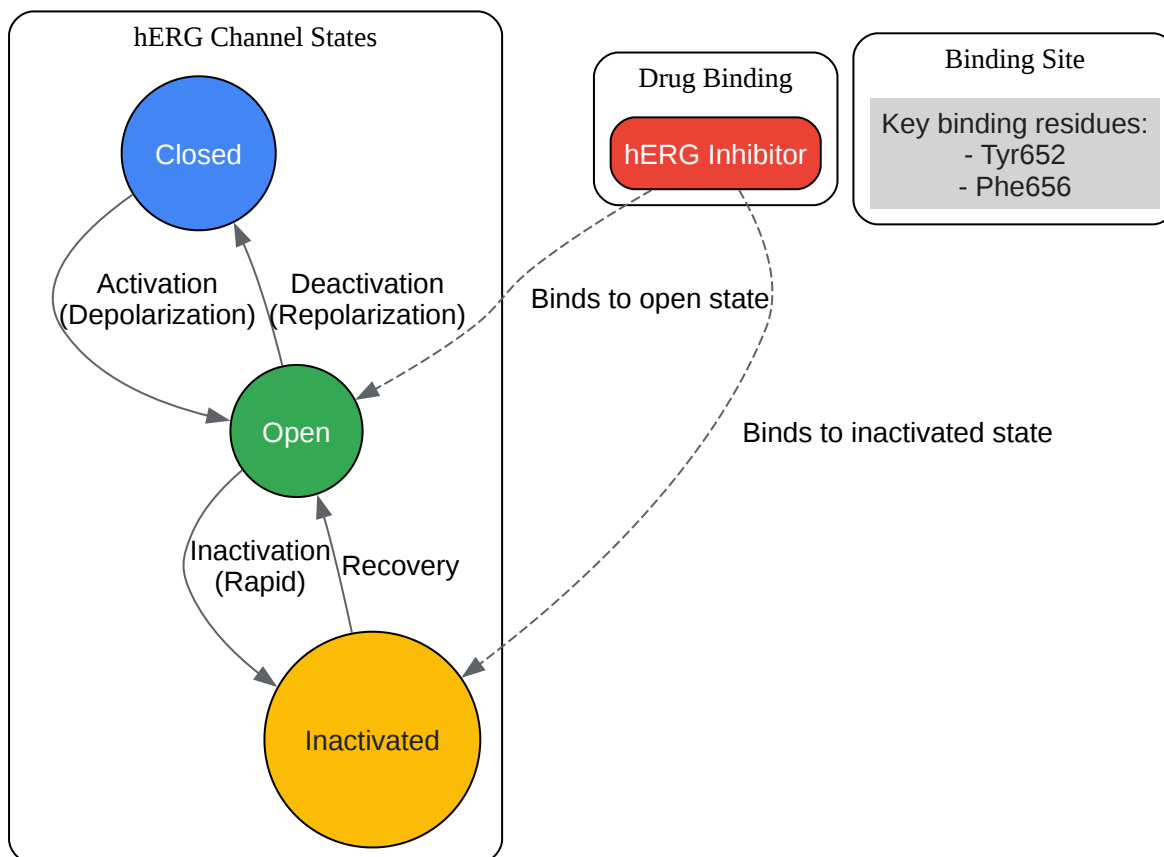 hERG Channel States
Closed
Activation
(Depolarization)
Deactivation
(Repolarization)
Open
Inactivation
(Rapid)
Recovery
Inactivated
Drug Binding
hERG Inhibitor
Binds to open state
Binds to inactivated state
Binding Site
Key binding residues:
- Tyr652
- Phe656